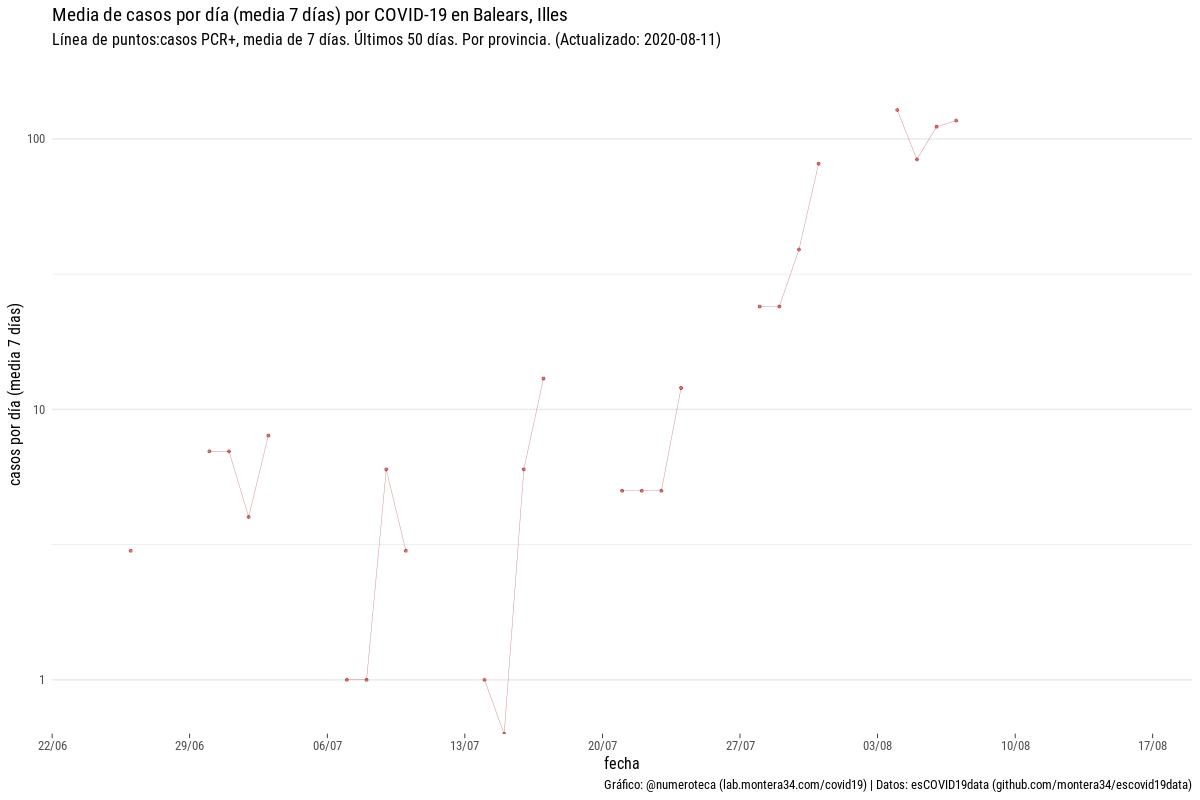 Media de casos por día (media 7 días) por COVID-19 en Balears, Illes
Línea de puntos:casos PCR+, media de 7 días. Últimos 50 días. Por provincia. (Actualizado: 2020-08-11)
casos por día (media 7 días)
100
10
1
22/06 29/06 06/07 13/07 20/07 27/07 03/08 10/08 17/08
fecha
Gráfico: @numeroteca (lab.montera34.com/covid19) | Datos: esCOVID19data (github.com/montera34/escovid19data)